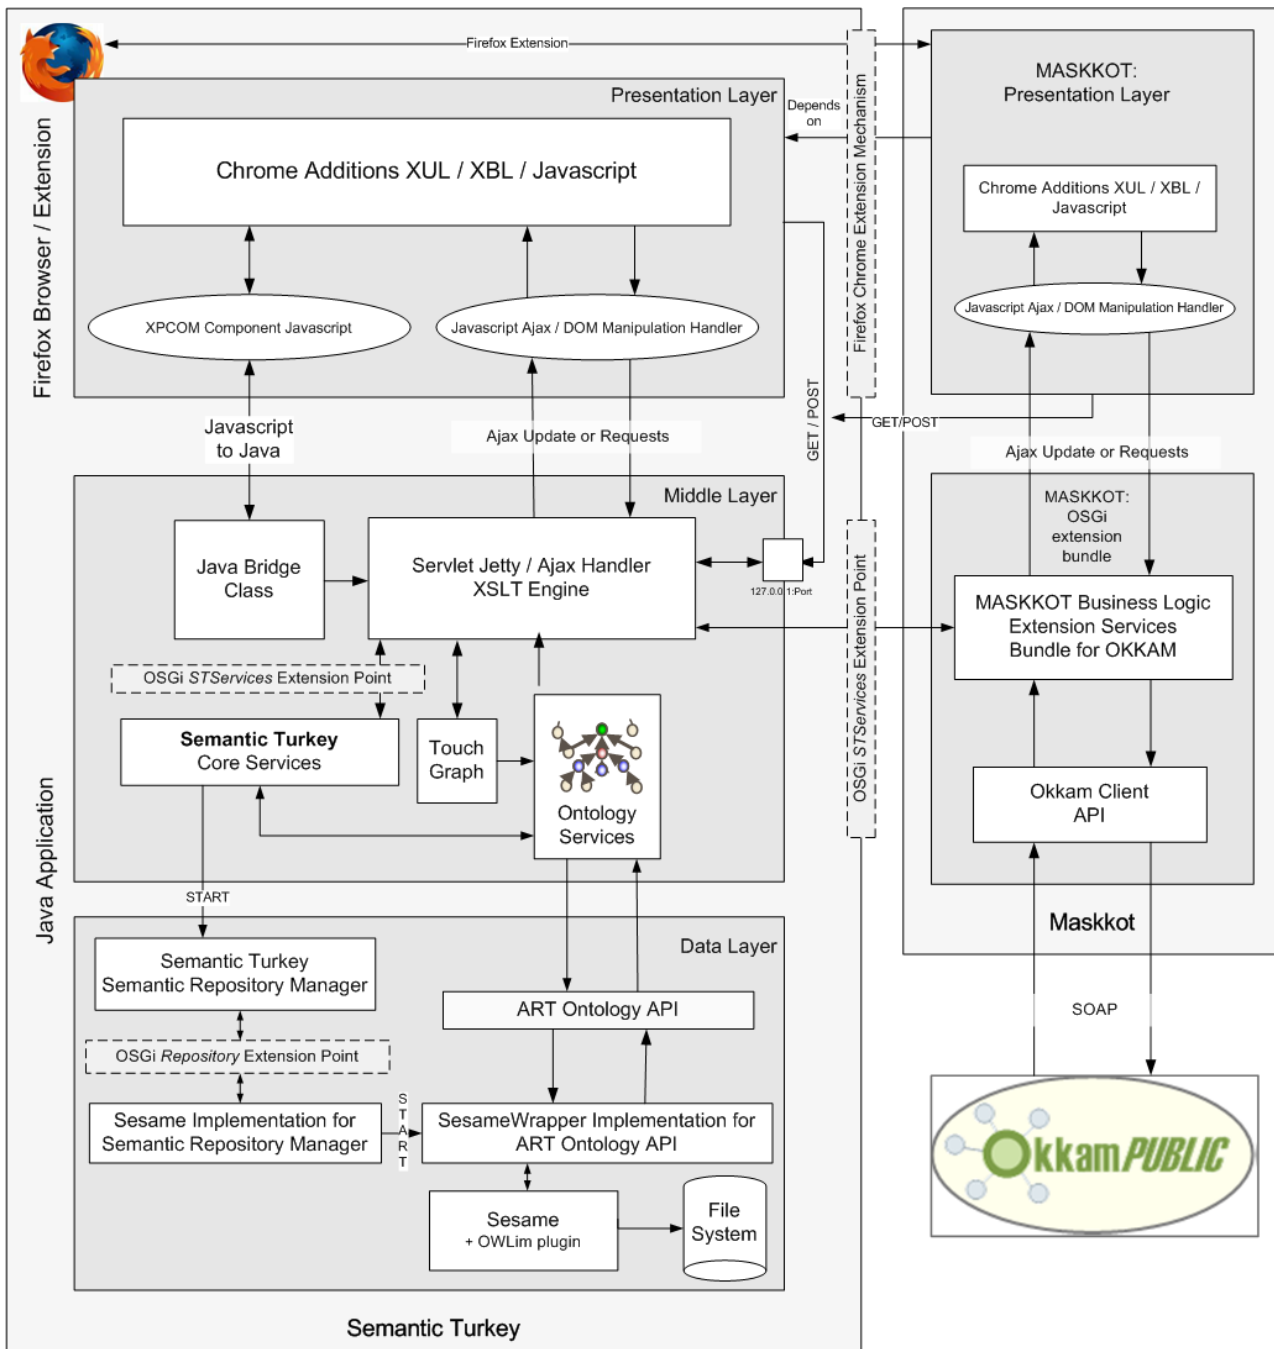 Firefox Extension
Firefox Browser / Extension
Presentation Layer
Chrome Additions XUL / XBL / Javascript
XPCOM Component Javascript
Javascript Ajax / DOM Manipulation Handler
Depends
on
Firefox Chrome Extension Mechanism
MASKKOT:
Presentation Layer
Chrome Additions XUL / XBL /
Javascript
Javascript Ajax / DOM Manipulation Handler
Javascript
to Java
Ajax Update or Requests
GET / POST
GET/POST
Ajax Update or Requests
Java Application
Middle Layer
Java Bridge
Class
Servlet Jetty / Ajax Handler
XSLT Engine
127.0.0.1:Port
OSGi STServices Extension Point
Semantic Turkey
Core Services
Touch
Graph
Ontology
Services
OSGi STServices Extension Point
MASKKOT:
OSGi
extension
bundle
MASKKOT Business Logic
Extension Services
Bundle for OKKAM
Okkam Client
API
Maskkot
START
Data Layer
Semantic Turkey
Semantic Repository Manager
OSGi Repository Extension Point
Sesame Implementation for
Semantic Repository Manager
START
ART Ontology API
SesameWrapper Implementation for
ART Ontology API
Sesame
+ OWLim plugin
File
System
SOAP
OkkamPUBLIC
Semantic Turkey